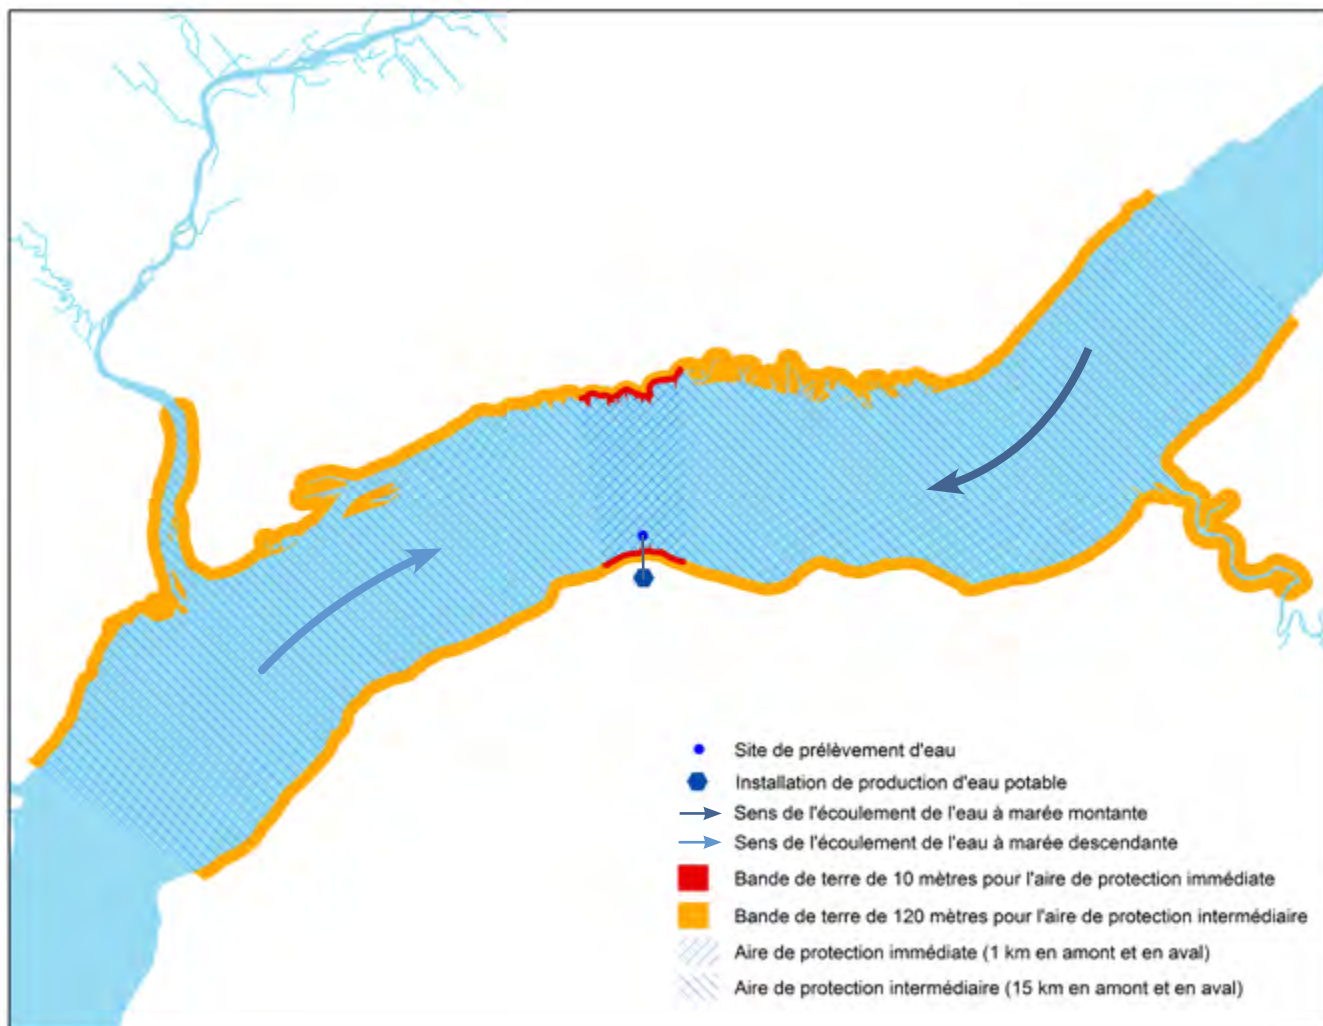 Site de prélèvement d'eau
Installation de production d'eau potable
Sens de l'écoulement de l'eau à marée montante
Sens de l'écoulement de l'eau à marée descendante
Bande de terre de 10 mètres pour l'aire de protection immédiate
Bande de terre de 120 mètres pour l'aire de protection intermédiaire
Aire de protection immédiate (1 km en amont et en aval)
Aire de protection intermédiaire (15 km en amont et en aval)